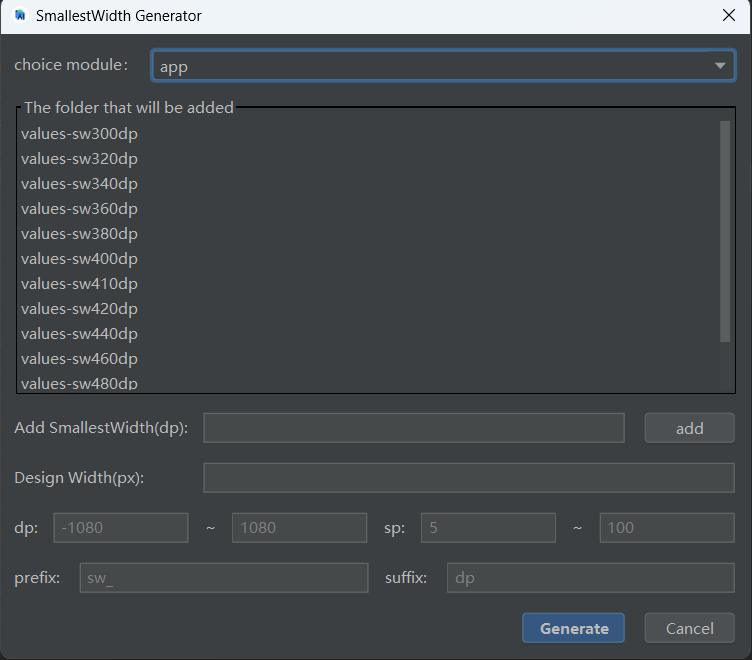 SmallestWidth Generator
choice module:
app
The folder that will be added
values-sw300dp
values-sw320dp
values-sw340dp
values-sw360dp
values-sw380dp
values-sw400dp
values-sw410dp
values-sw420dp
values-sw440dp
values-sw460dp
values-sw480dp
Add SmallestWidth(dp): add
Design Width(px):
dp: -1080 ~ 1080 sp: 5 ~ 100
prefix: sw_ suffix: dp
Generate Cancel